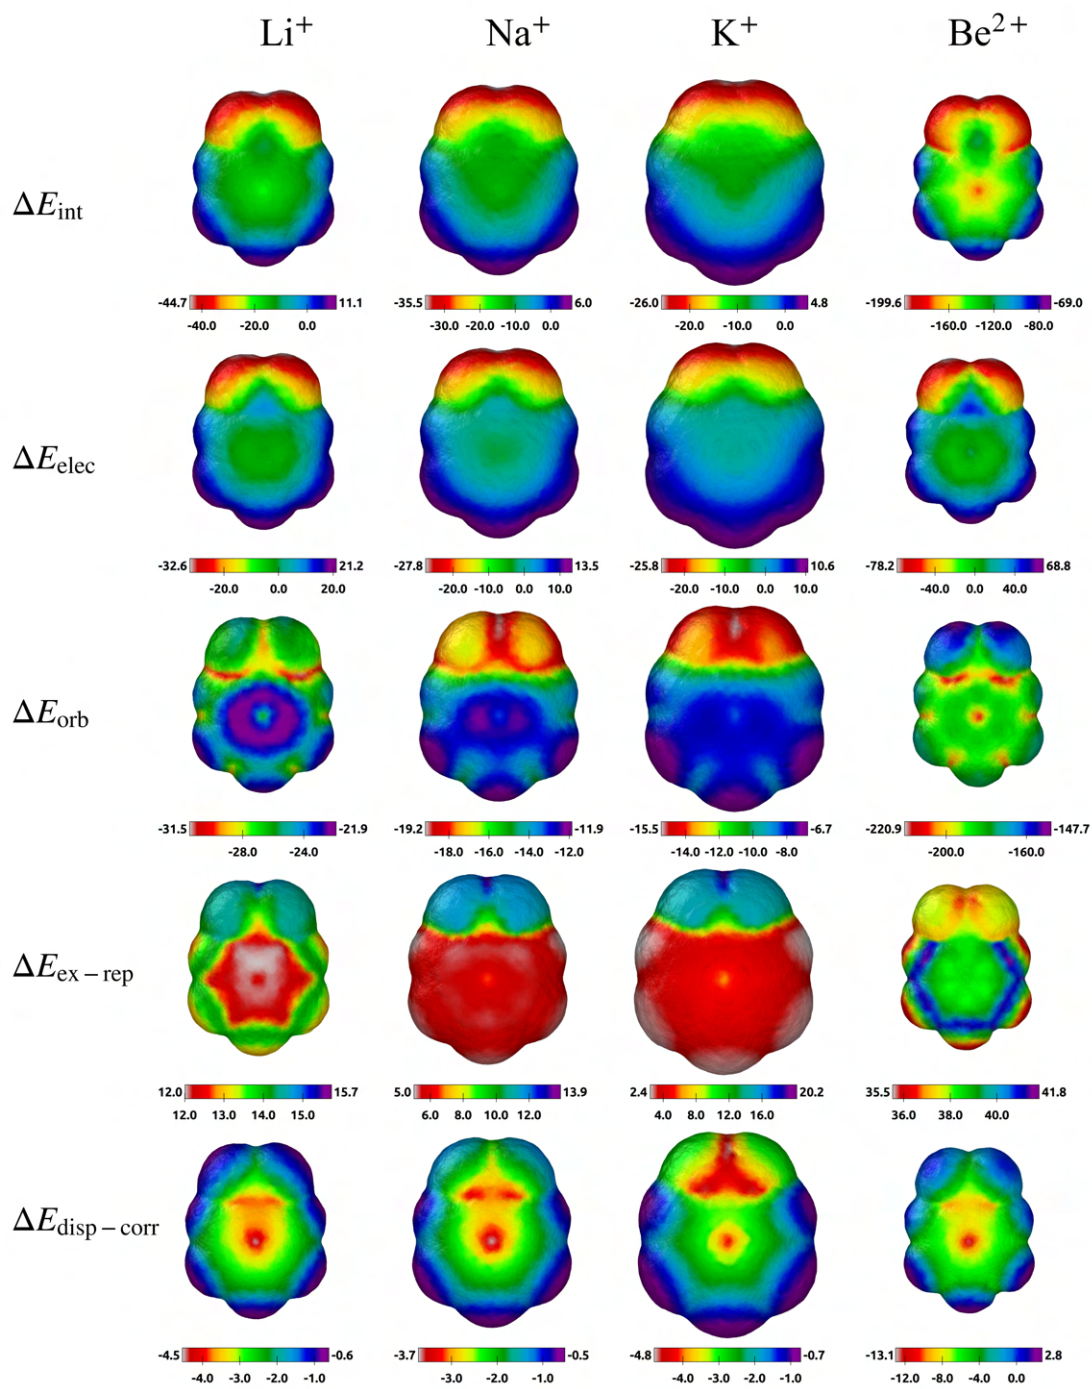 Li⁺ Na⁺ K⁺ Be²⁺
ΔE_int
-44.7 11.1 -35.5 6.0 -26.0 4.8 -199.6 -69.0
-40.0 -20.0 0.0 -30.0 -20.0 -10.0 0.0 -20.0 -10.0 0.0 -160.0 -120.0 -80.0
ΔE_elec
-32.6 21.2 -27.8 13.5 -25.8 10.6 -78.2 68.8
-20.0 0.0 20.0 -20.0 -10.0 0.0 10.0 -20.0 -10.0 0.0 10.0 -40.0 0.0 40.0
ΔE_orb
-31.5 -21.9 -19.2 -11.9 -15.5 -6.7 -220.9 -147.7
-28.0 -24.0 -18.0 -16.0 -14.0 -12.0 -14.0 -12.0 -10.0 -8.0 -200.0 -160.0
ΔE_ex–rep
12.0 15.7 5.0 13.9 2.4 20.2 35.5 41.8
12.0 13.0 14.0 15.0 6.0 8.0 10.0 12.0 4.0 8.0 12.0 16.0 36.0 38.0 40.0
ΔE_disp–corr
-4.5 -0.6 -3.7 -0.5 -4.8 -0.7 -13.1 2.8
-4.0 -3.0 -2.0 -1.0 -3.0 -2.0 -1.0 -4.0 -3.0 -2.0 -1.0 -12.0 -8.0 -4.0 0.0